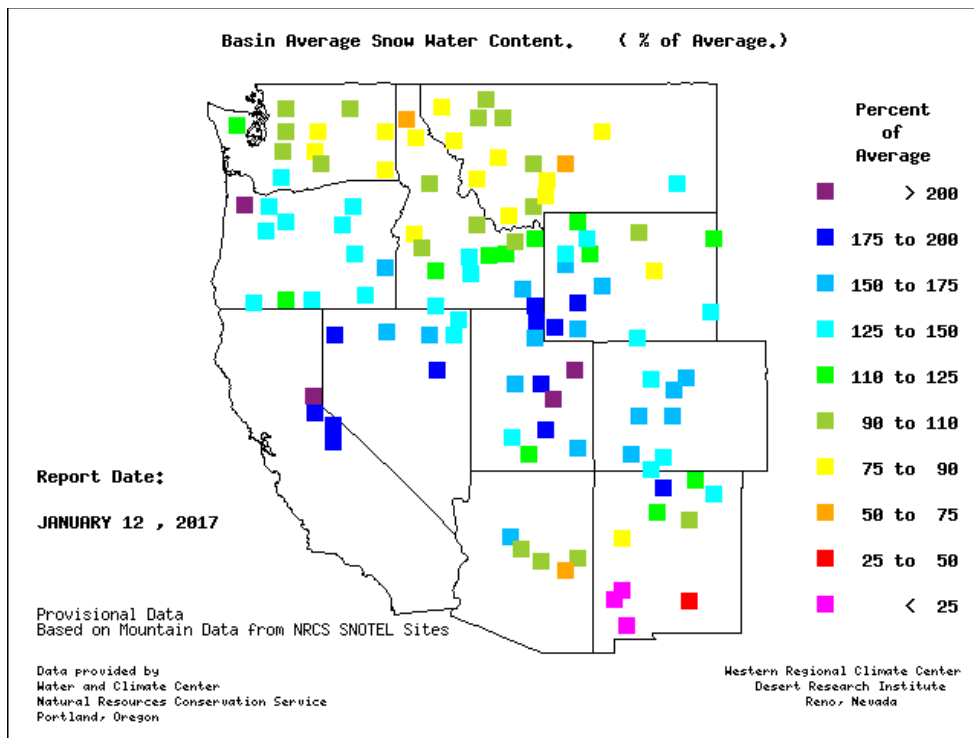 Basin Average Snow Water Content. ( % of Average.)
Percent
of
Average
> 200
175 to 200
150 to 175
125 to 150
110 to 125
90 to 110
75 to 90
50 to 75
25 to 50
< 25
Report Date:
JANUARY 12 , 2017
Provisional Data
Based on Mountain Data from NRCS SNOTEL Sites
Data provided by
Water and Climate Center
Natural Resources Conservation Service
Portland, Oregon
Western Regional Climate Center
Desert Research Institute
Reno, Nevada